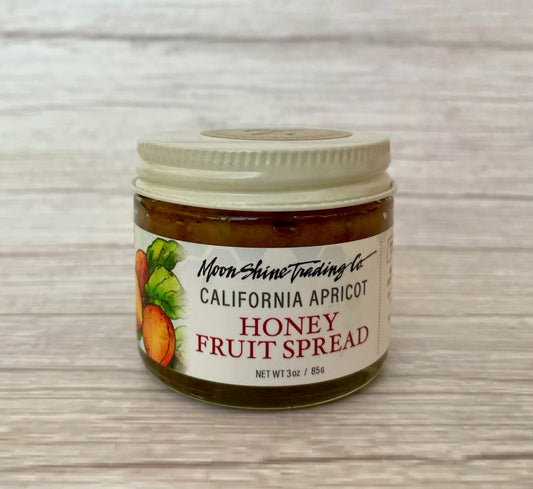 Moon Shine Trading Co.
CALIFORNIA APRICOT
HONEY
FRUIT SPREAD
NET WT 3 oz / 85g